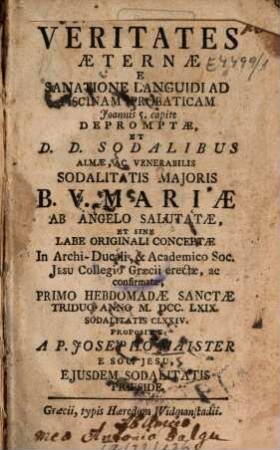 VERITATES
E 4499/1
ÆTERNÆ
E
SANATIONE LANGUIDI AD
PISCINAM PROBATICAM
Joannis 5. capite
DEPROMPTÆ,
ET
D. D. SODALIBUS
ALMÆ, AC VENERABILIS
SODALITATIS MAJORIS
B. V. MARIÆ
AB ANGELO SALUTATÆ,
ET SINE
LABE ORIGINALI CONCEPTÆ
In Archi-Ducali, & Academico Soc.
JESU Collegio Græcii erectæ, ac
confirmatæ,
PRIMO HEBDOMADÆ SANCTÆ
TRIDUO ANNO M. DCC. LXIX.
SODALITATIS CLXXIV.
PROPOSITÆ,
A P. JOSEPHO MAISTER
E SOC. JESU,
EJUSDEM SODALITATIS
PRÆSIDE.
Græcii, typis Hæredum Widmanstadii.
Antonio